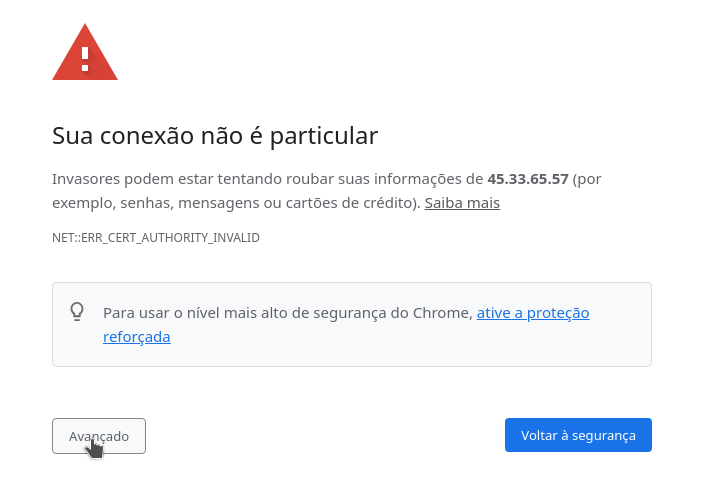 Sua conexão não é particular
Invasores podem estar tentando roubar suas informações de 45.33.65.57 (por
exemplo, senhas, mensagens ou cartões de crédito). Saiba mais
NET::ERR_CERT_AUTHORITY_INVALID
Para usar o nível mais alto de segurança do Chrome, ative a proteção
reforçada
Avançado
Voltar à segurança